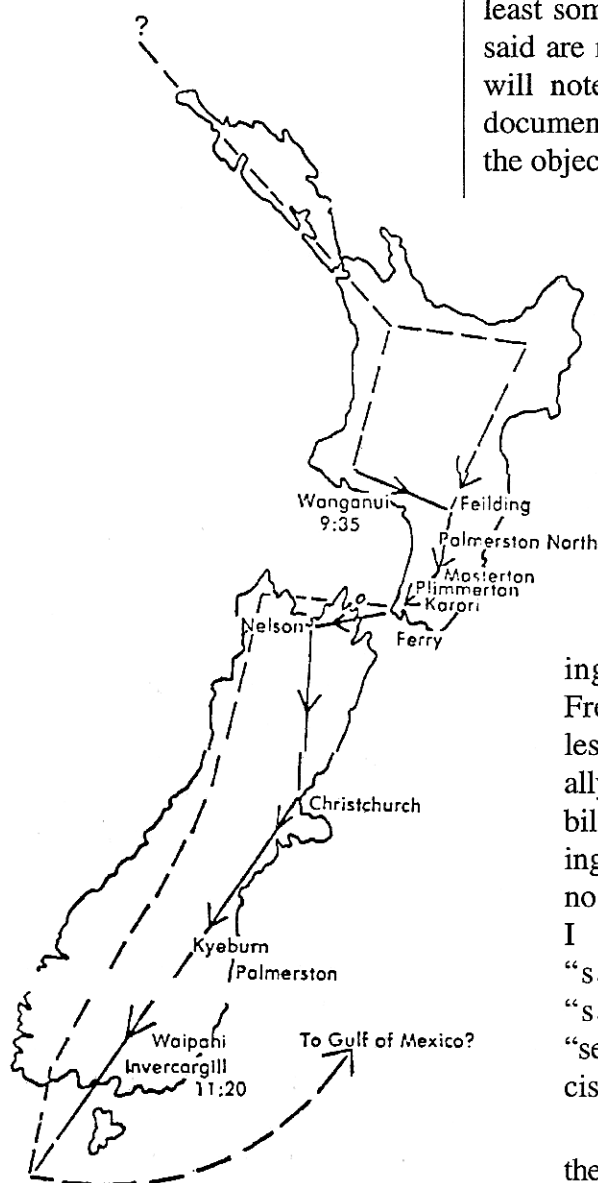 least som
said are r
will note
documen
the objec
?
Wanganui
9:35
Feilding
Palmerston North
Masterton
Plimmerton
Karori
Nelson
Ferry
Christchurch
Kyeburn
Palmerston
Waipahi
Invercargill
11:20
To Gulf of Mexico?
ing
Fre
les
ally
bil
ing
no
I
“s
“s
“se
cis
the